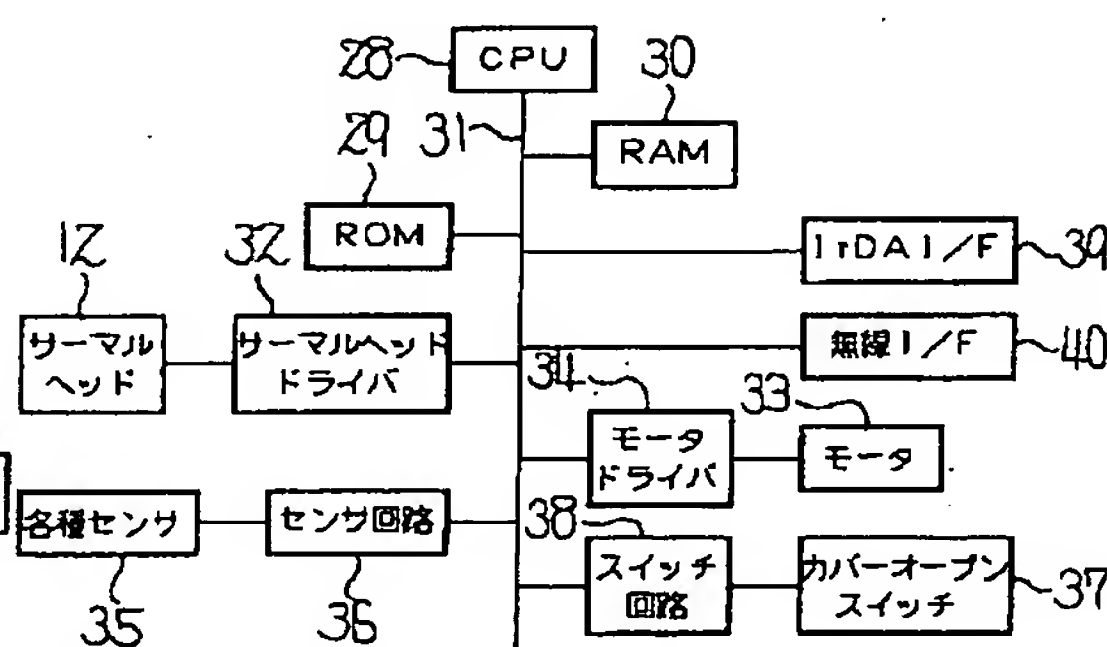 28
CPU
30
29
31
RAM
12
32
ROM
IrDA I/F
39
サーマル
ヘッド
サーマルヘッド
ドライバ
無線I/F
40
34
33
モータ
ドライバ
モータ
各種センサ
センサ回路
38
スイッチ
回路
カバーオープン
スイッチ
37
35
36